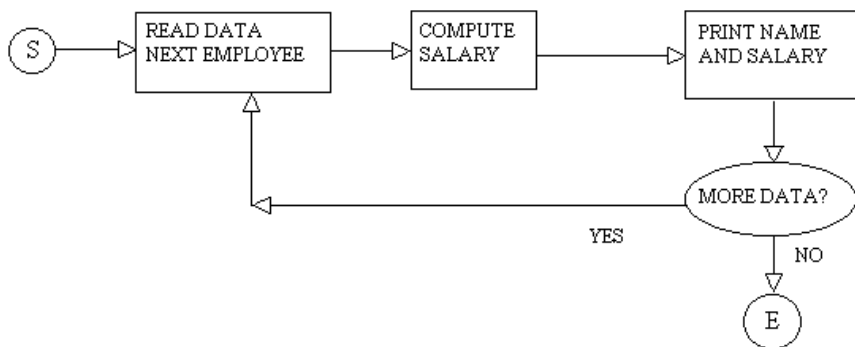 S
READ DATA
NEXT EMPLOYEE
COMPUTE
SALARY
PRINT NAME
AND SALARY
MORE DATA?
YES
NO
E